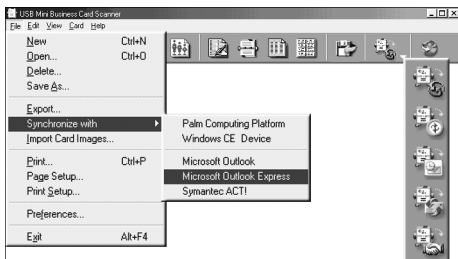 USB Mini Business Card Scanner
File Edit View Card Help
New Ctrl+N
Open... Ctrl+O
Delete...
Save As...
Export...
Synchronize with
Import Card Images...
Print... Ctrl+P
Page Setup...
Print Setup...
Preferences...
Exit Alt+F4
Palm Computing Platform
Windows CE Device
Microsoft Outlook
Microsoft Outlook Express
Symantec ACT!